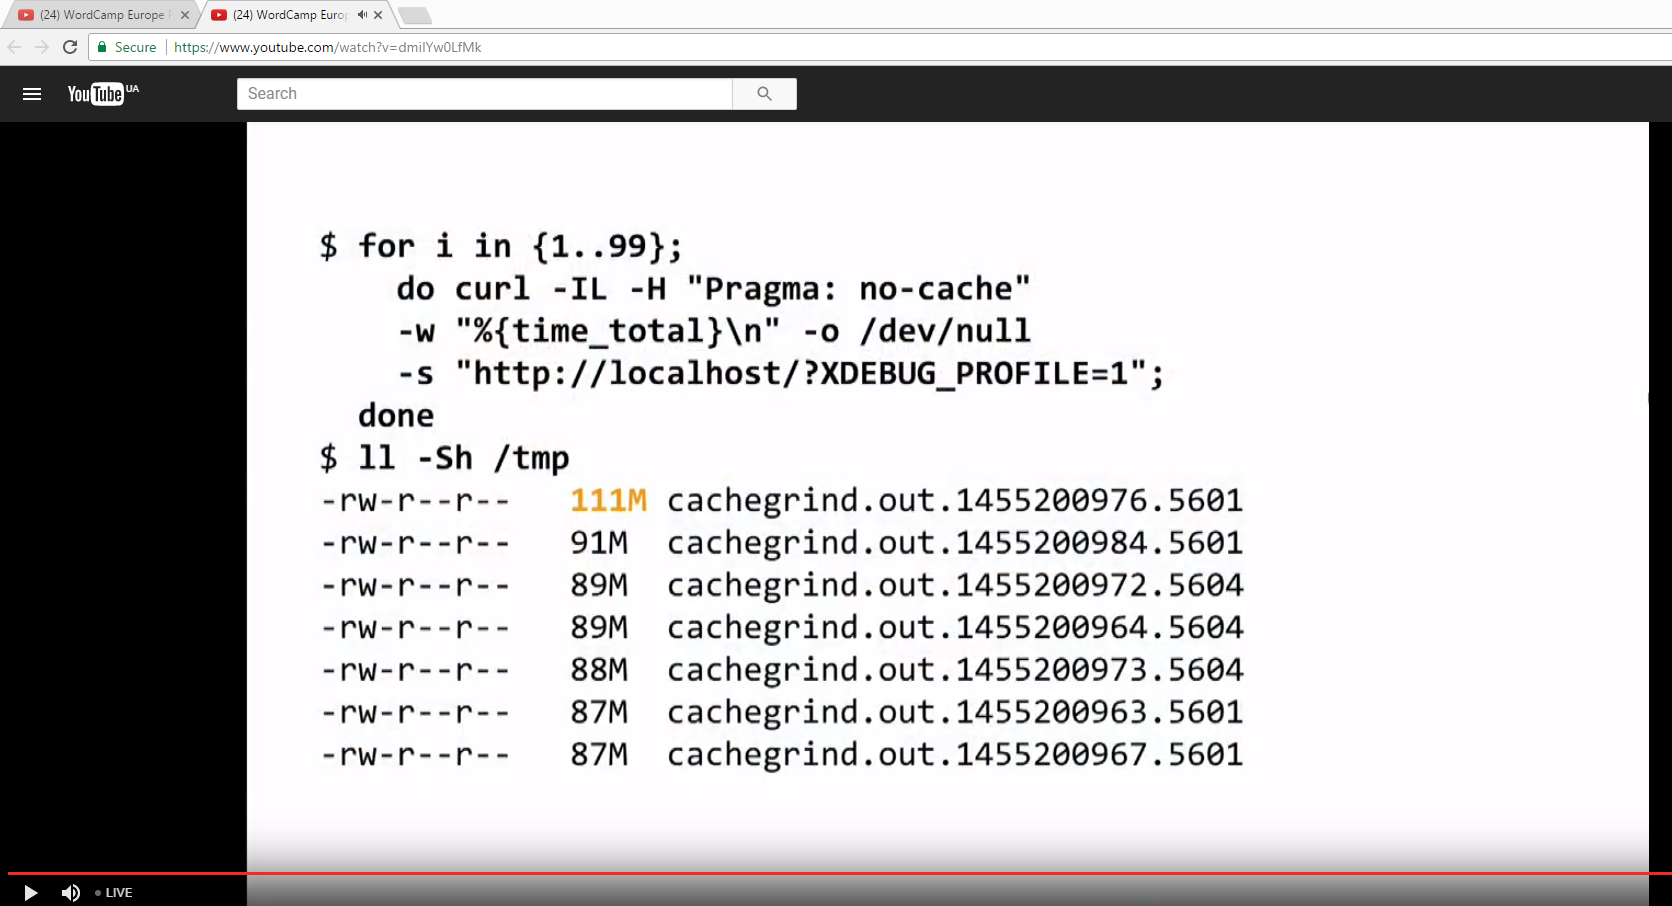 (24) WordCamp Europe
(24) WordCamp Euro
Secure https://www.youtube.com/watch?v=dmilYw0LfMk
YouTube UA
Search
$ for i in {1..99};
do curl -IL -H "Pragma: no-cache"
-w "%{time_total}\n" -o /dev/null
-s "http://localhost/?XDEBUG_PROFILE=1";
done
$ ll -Sh /tmp
-rw-r--r-- 111M cachegrind.out.1455200976.5601
-rw-r--r-- 91M cachegrind.out.1455200984.5601
-rw-r--r-- 89M cachegrind.out.1455200972.5604
-rw-r--r-- 89M cachegrind.out.1455200964.5604
-rw-r--r-- 88M cachegrind.out.1455200973.5604
-rw-r--r-- 87M cachegrind.out.1455200963.5601
-rw-r--r-- 87M cachegrind.out.1455200967.5601
LIVE